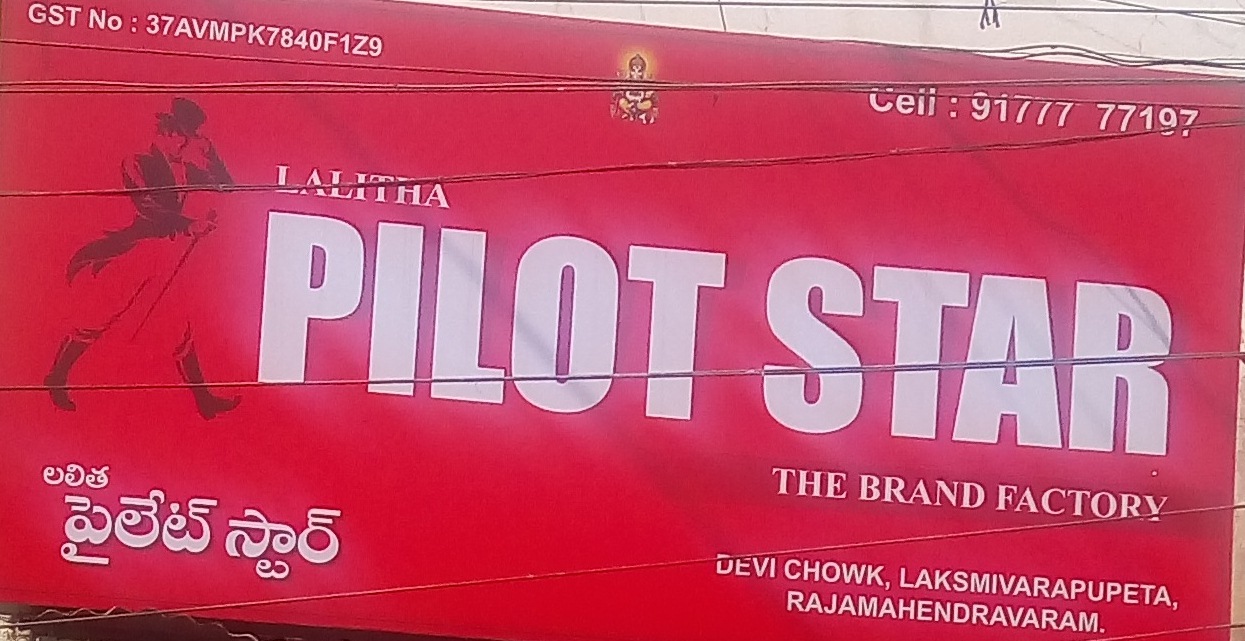 GST No : 37AVMPK7840F1Z9
Cell : 91777 77197
LALITHA
PILOT STAR
THE BRAND FACTORY
లలిత
పైలేట్ స్టార్
DEVI CHOWK, LAKSMIVARAPUPETA,
RAJAMAHENDRAVARAM.